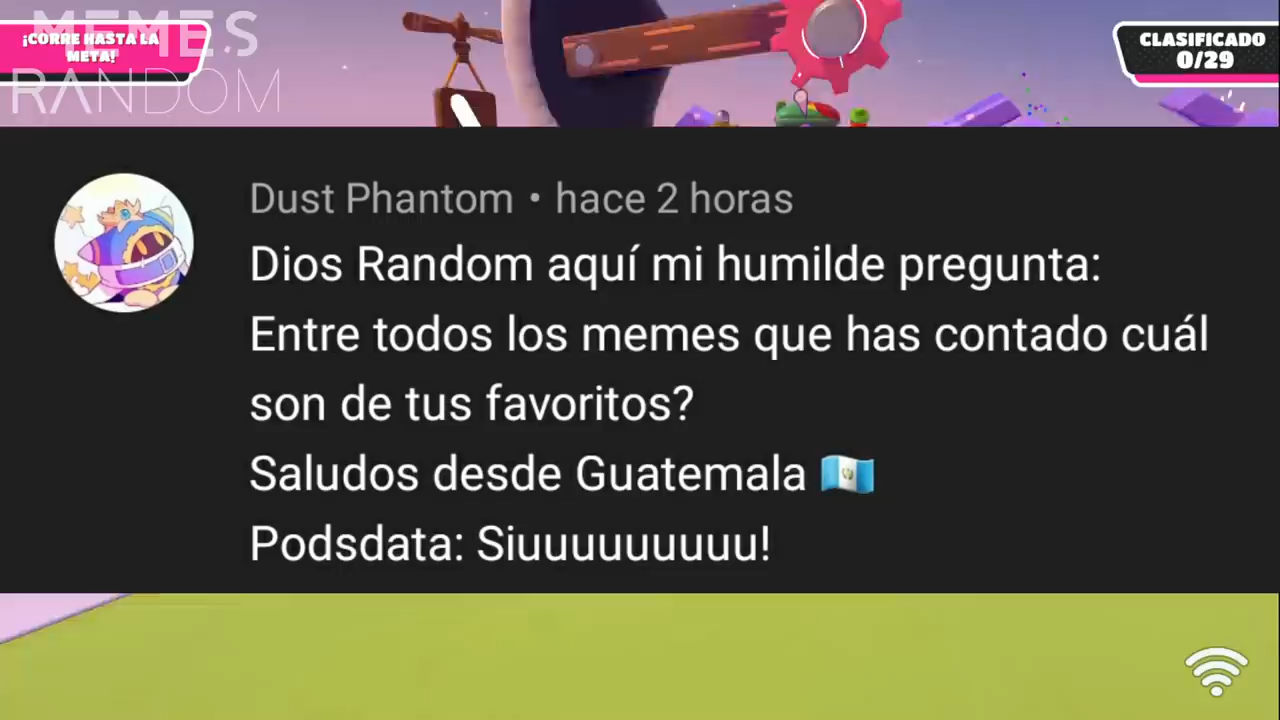 MEMES
RANDOM
¡CORRE HASTA LA
META!
CLASIFICADO
0/29
Dust Phantom • hace 2 horas
Dios Random aquí mi humilde pregunta:
Entre todos los memes que has contado cuál
son de tus favoritos?
Saludos desde Guatemala 🇬🇹
Podsdata: Siuuuuuuuuu!